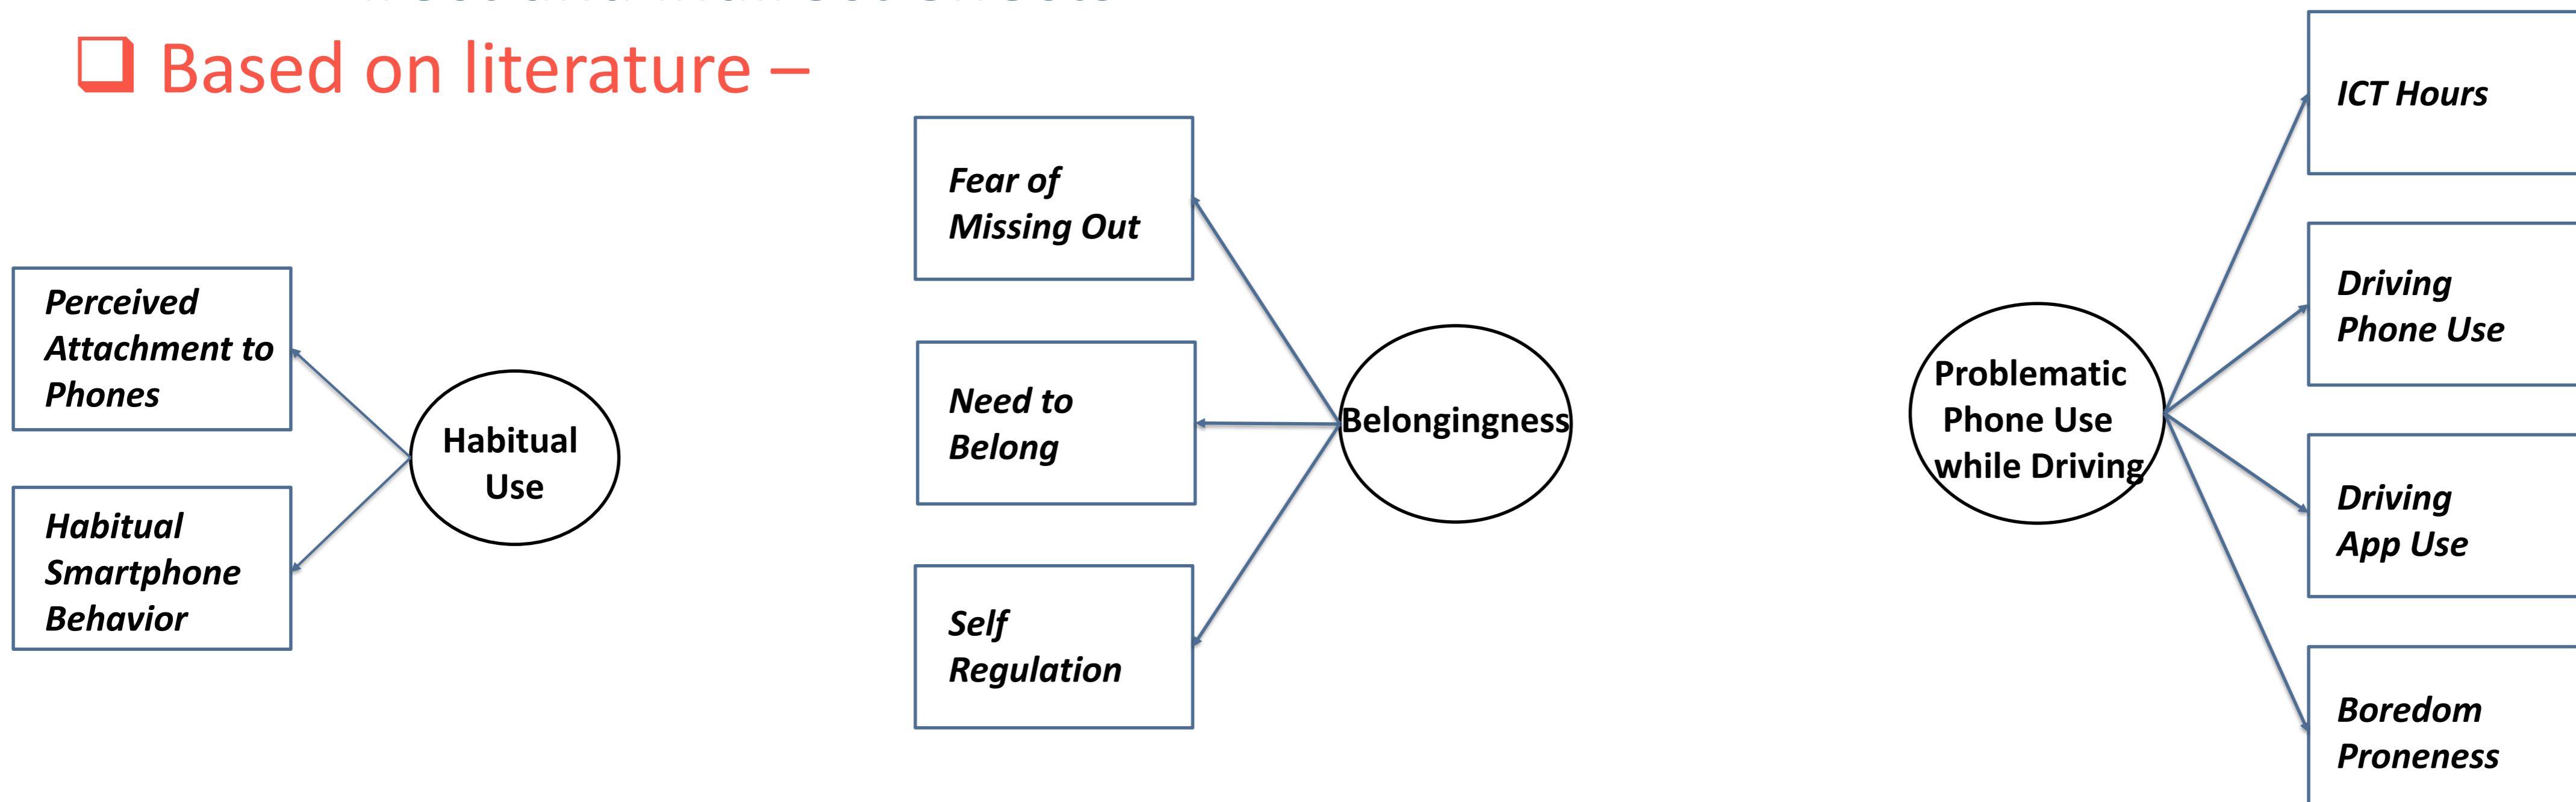 Based on literature –
Perceived
Attachment to
Phones
Habitual
Smartphone
Behavior
Habitual
Use
Fear of
Missing Out
Need to
Belong
Self
Regulation
Belongingness
Problematic
Phone Use
while Driving
ICT Hours
Driving
Phone Use
Driving
App Use
Boredom
Proneness